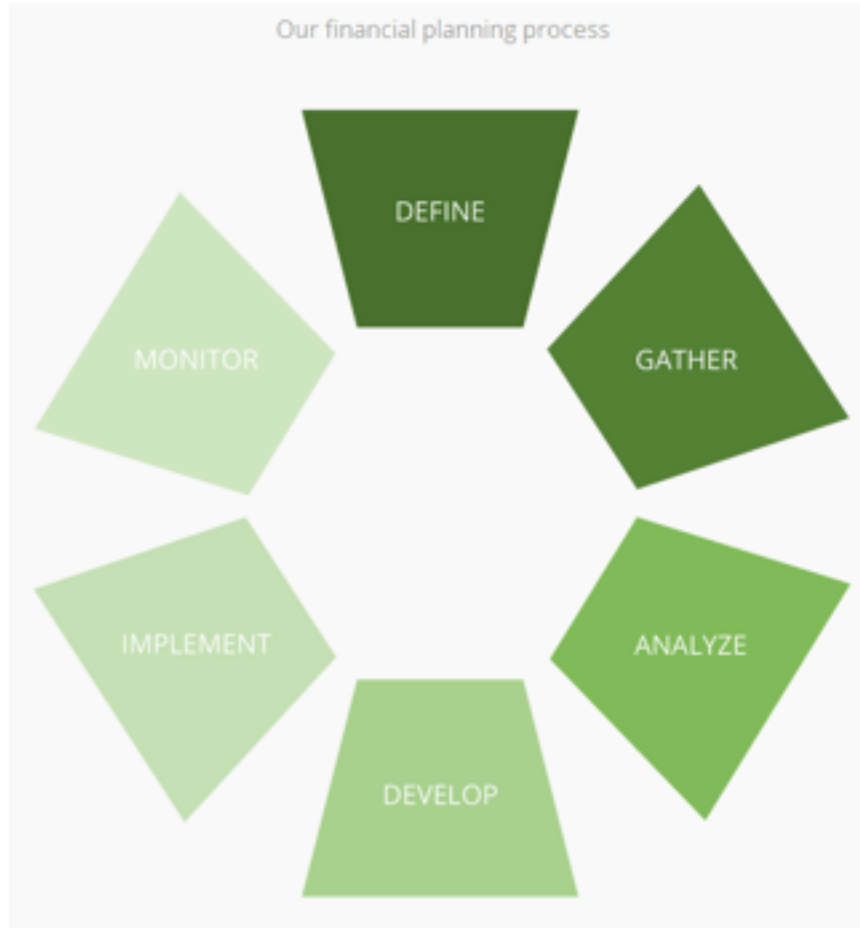 Our financial planning process
DEFINE
GATHER
ANALYZE
DEVELOP
IMPLEMENT
MONITOR